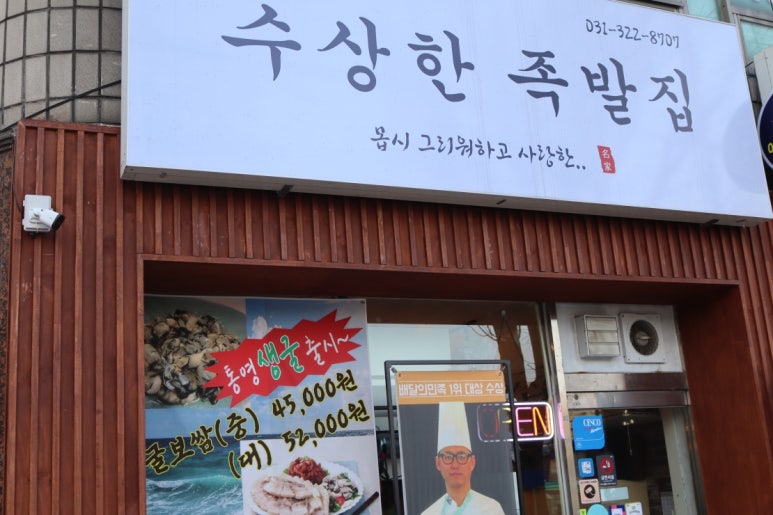 수상한 족발집
031-322-8707
몹시 그리워하고 사랑한..
名家
통영 생굴 출시~
굴보쌈(중) 45,000원
(대) 52,000원
배달의민족 1위 대상 수상
OPEN
CESCO